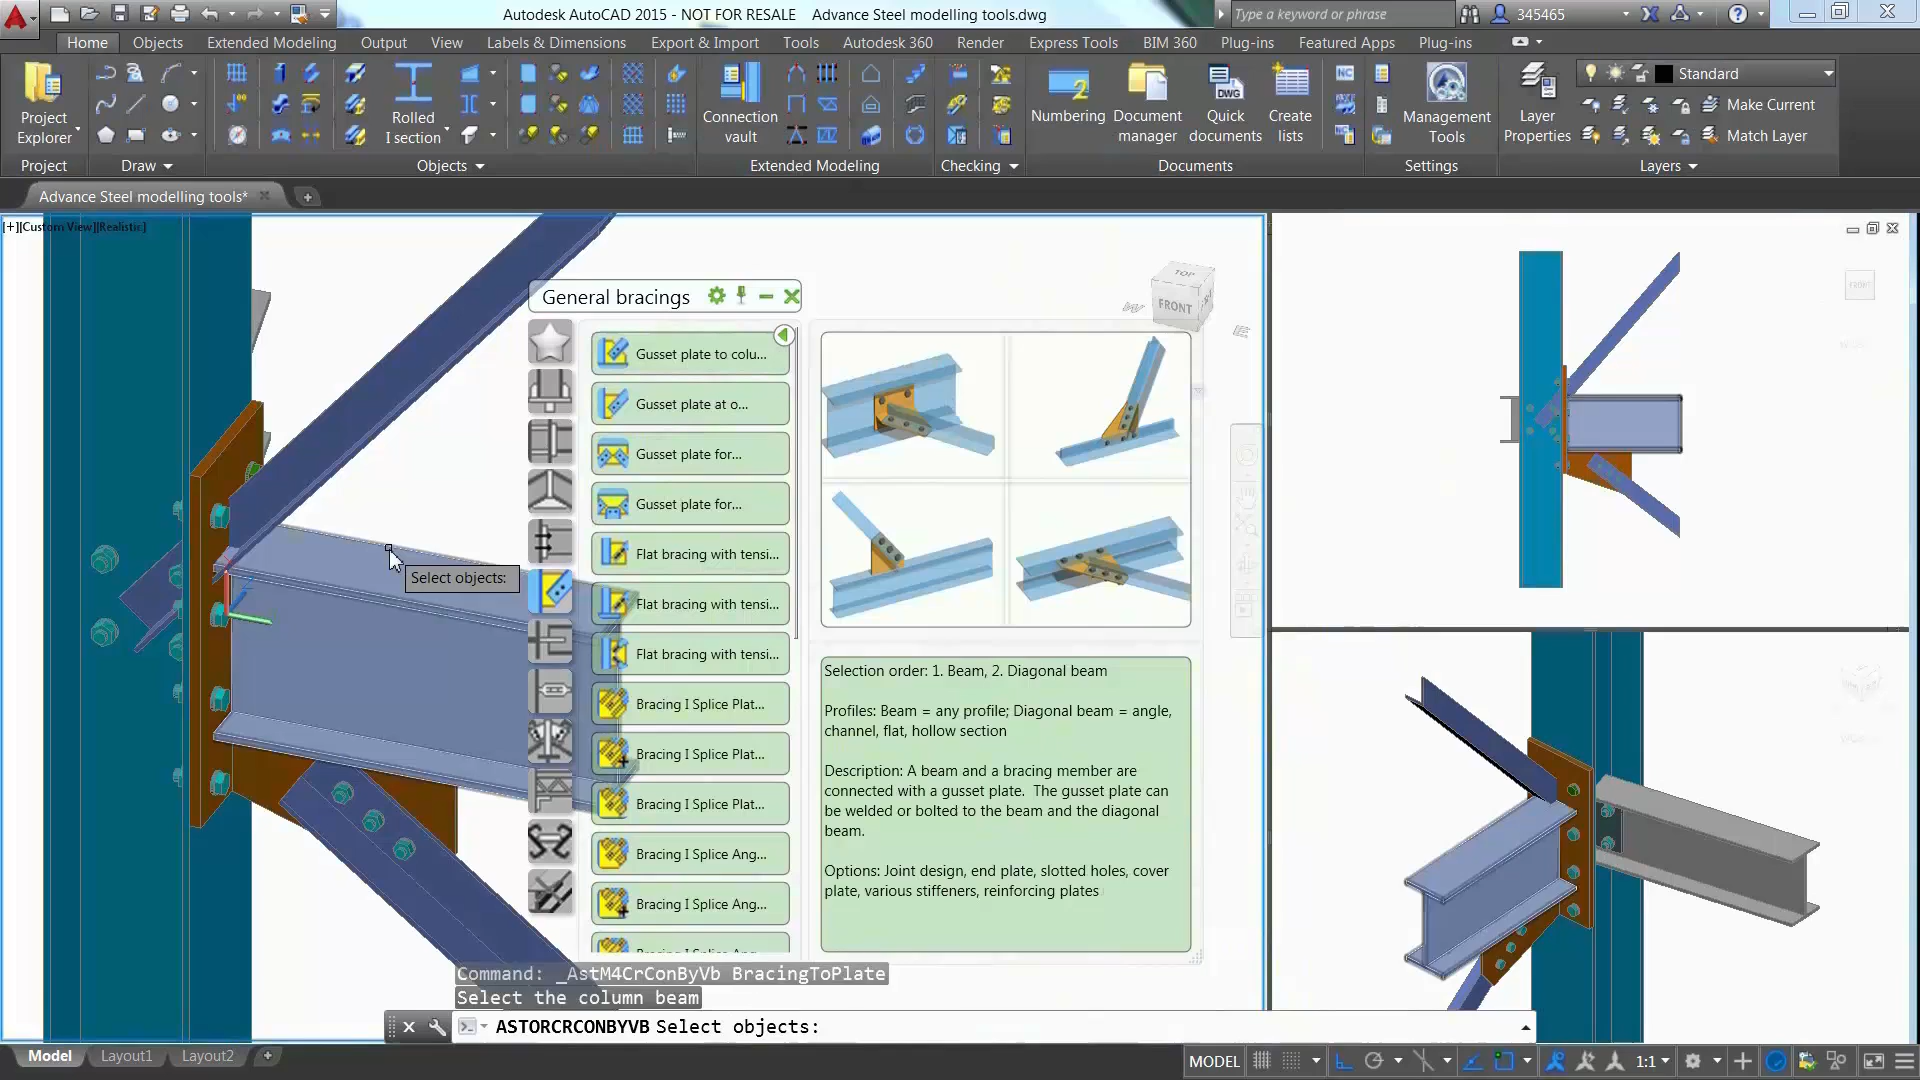 Autodesk AutoCAD 2015 - NOT FOR RESALE    Advance Steel modelling tools.dwg
Type a keyword or phrase
345465
Home
Objects
Extended Modeling
Output
View
Labels & Dimensions
Export & Import
Tools
Autodesk 360
Render
Express Tools
BIM 360
Plug-ins
Featured Apps
Plug-ins
Project
Explorer
Rolled
I section
Connection
vault
Numbering
Document
manager
Quick
documents
Create
lists
NC
DWG
Management
Tools
Layer
Properties
Standard
Make Current
Match Layer
Project
Draw
Objects
Extended Modeling
Checking
Documents
Settings
Layers
Advance Steel modelling tools*
[+][Custom View][Realistic]
TOP
FRONT
W
E
FRONT
General bracings
Gusset plate to colu...
Gusset plate at o...
Gusset plate for...
Gusset plate for...
Flat bracing with tensi...
Flat bracing with tensi...
Flat bracing with tensi...
Bracing I Splice Plat...
Bracing I Splice Plat...
Bracing I Splice Plat...
Bracing I Splice Ang...
Bracing I Splice Ang...
Bracing I Splice Ang...
Select objects:
Selection order: 1. Beam, 2. Diagonal beam
Profiles: Beam = any profile; Diagonal beam = angle,
channel, flat, hollow section
Description: A beam and a bracing member are
connected with a gusset plate.  The gusset plate can
be welded or bolted to the beam and the diagonal
beam.
Options: Joint design, end plate, slotted holes, cover
plate, various stiffeners, reinforcing plates
Command: _AstM4CrConByVb BracingToPlate
Select the column beam
ASTORCRCONBYVB Select objects:
Model
Layout1
Layout2
MODEL
1:1